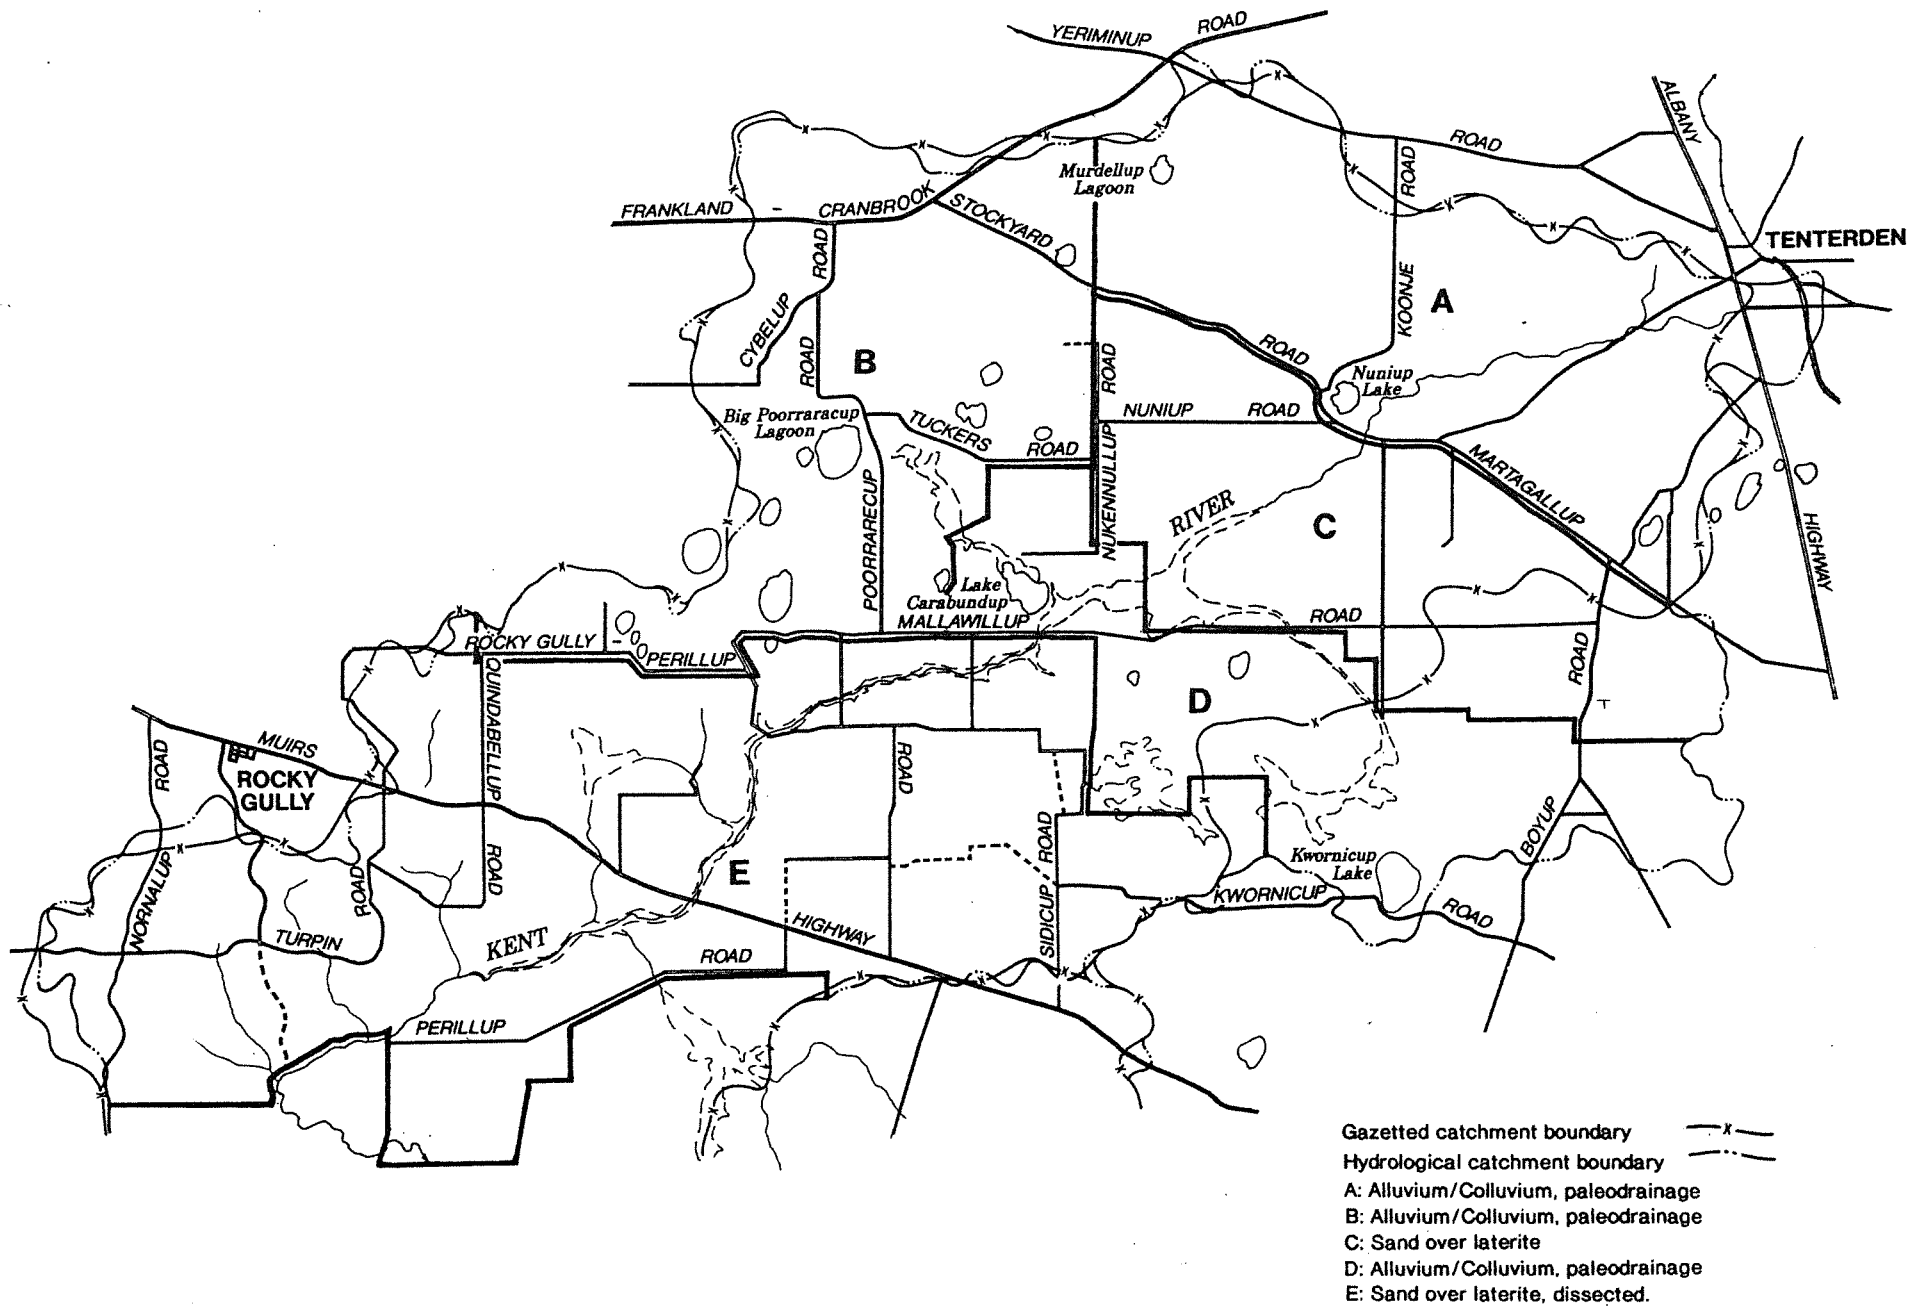 YERIMINUP ROAD
ALBANY
ROAD
ROAD
Murdellup
Lagoon
FRANKLAND CRANBROOK
STOCKYARD
TENTERDEN
ROAD
CYBELUP
KOONJE
A
ROAD
B
ROAD
ROAD
Nuniup
Lake
NUNIUP ROAD
Big Poorraracup
Lagoon
TUCKERS
ROAD
MARTAGALLUP
NUKENNULLUP
POORRARECUP
RIVER
C
HIGHWAY
Lake
Carabundup
MALLAWILLUP
ROAD
ROCKY GULLY
PERILLUP
ROAD
QUINDABELLUP
D
MUIRS
ROAD
ROCKY
GULLY
ROAD
BOYUP
ROAD
ROAD
E
Kwornicup
Lake
NORNALUP
ROAD
KWORNICUP
ROAD
SIDICUP
TURPIN
KENT
HIGHWAY
ROAD
PERILLUP
Gazetted catchment boundary
Hydrological catchment boundary
A: Alluvium/Colluvium, paleodrainage
B: Alluvium/Colluvium, paleodrainage
C: Sand over laterite
D: Alluvium/Colluvium, paleodrainage
E: Sand over laterite, dissected.